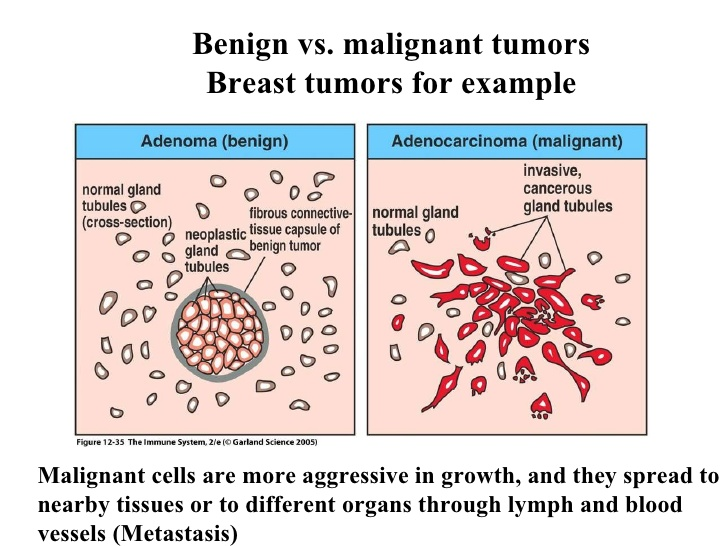 Benign vs. malignant tumors
Breast tumors for example
Adenoma (benign)
normal gland
tubules
(cross-section)
neoplastic
gland
tubules
fibrous connective-
tissue capsule of
benign tumor
Adenocarcinoma (malignant)
invasive,
cancerous
gland tubules
normal gland
tubules
Figure 12-35 The Immune System, 2/e (© Garland Science 2005)
Malignant cells are more aggressive in growth, and they spread to
nearby tissues or to different organs through lymph and blood
vessels (Metastasis)